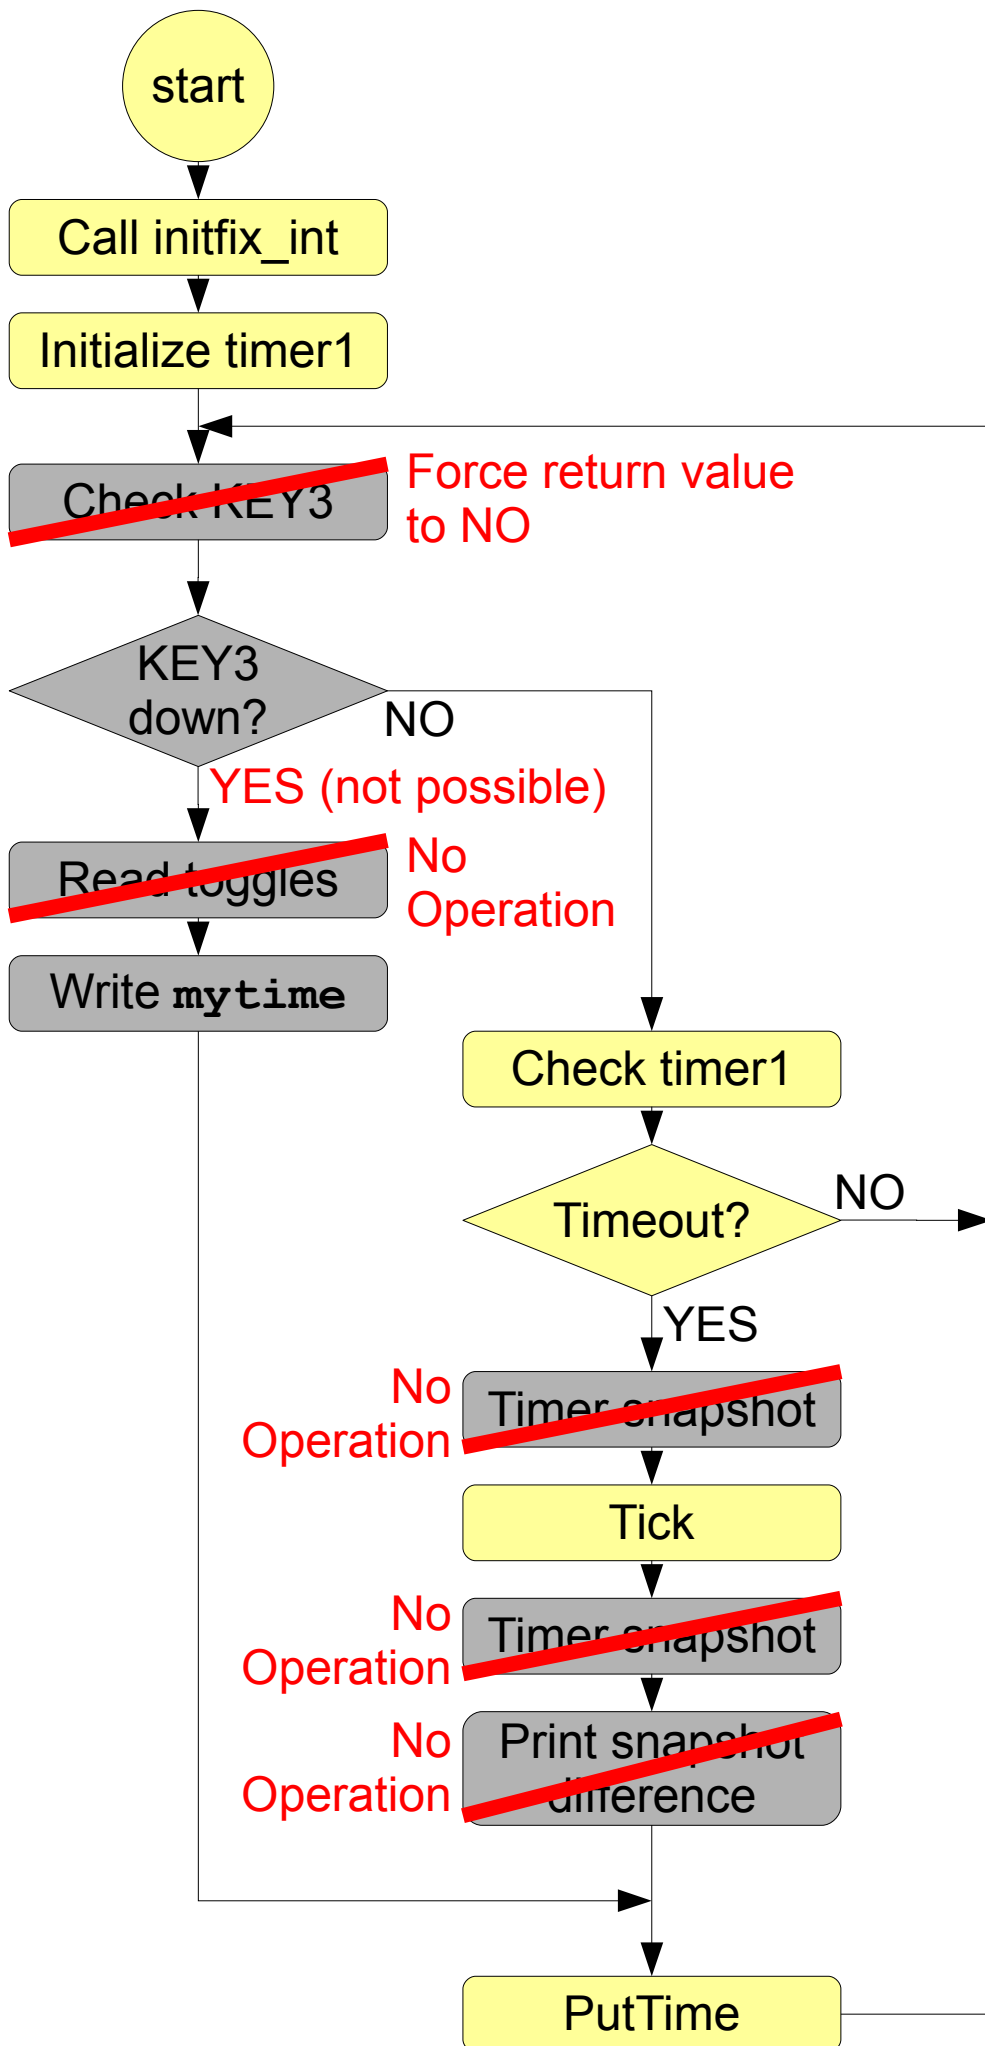 start
Call initfix_int
Initialize timer1
Check KEY3
Force return value
to NO
KEY3
down?
NO
YES (not possible)
Read toggles
No
Operation
Write mytime
Check timer1
Timeout?
NO
YES
No
Operation
Timer snapshot
Tick
No
Operation
Timer snapshot
No
Operation
Print snapshot
difference
PutTime